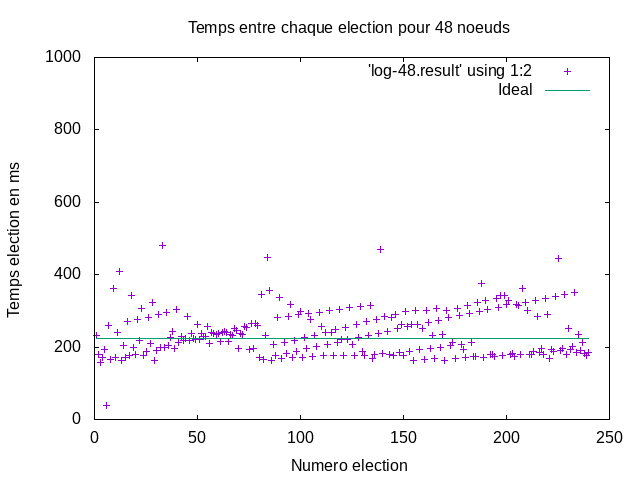 Temps entre chaque election pour 48 noeuds
'log-48.result' using 1:2
Ideal
Temps election en ms
1000
800
600
400
200
0
0 50 100 150 200 250
Numero election